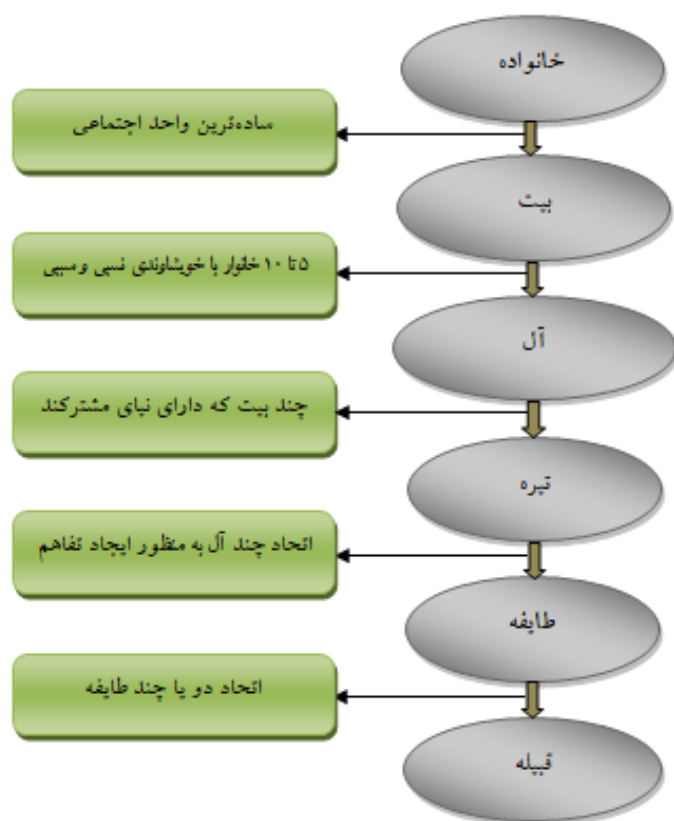 خانواده
ساده‌ترین واحد اجتماعی
بیت
۵ تا ۱۰ خانوار با خویشاوندی نسبی و سببی
آل
چند بیت که دارای نیای مشترکند
تیره
اتحاد چند آل به منظور ایجاد تفاهم
طایفه
اتحاد دو یا چند طایفه
قبیله